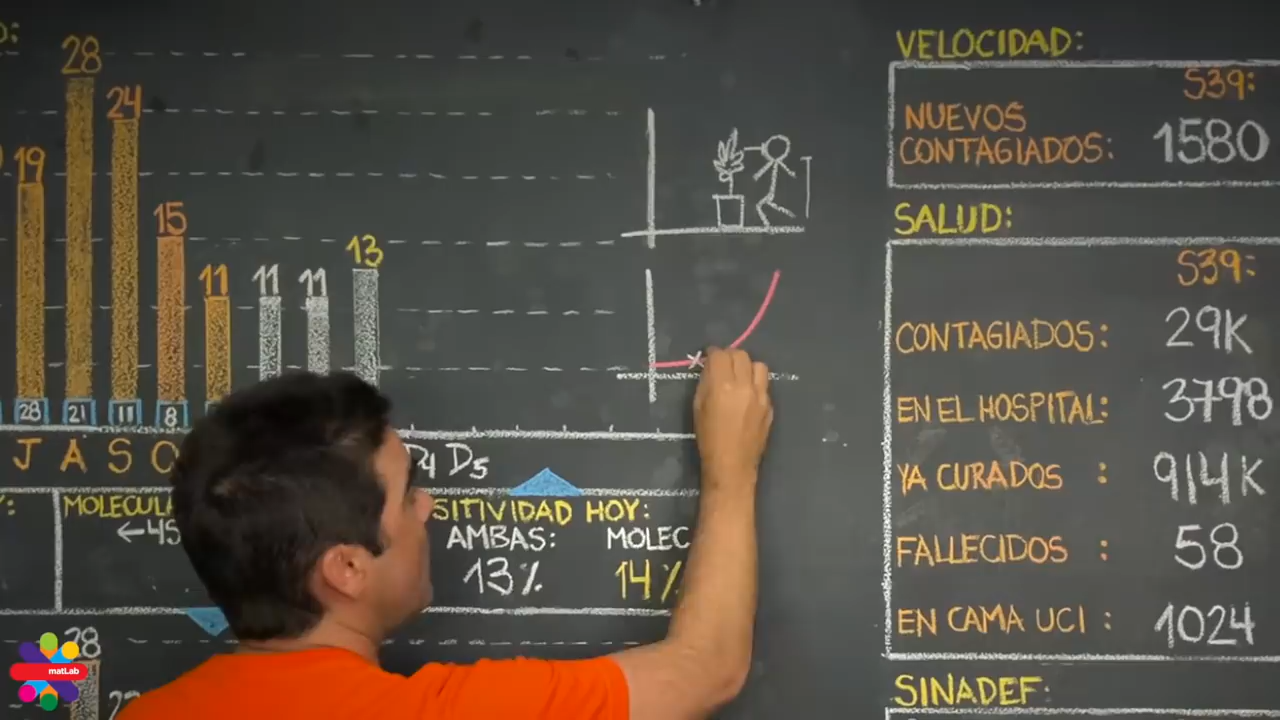 28
24
19
15
11
11
11
13
28
21
11
8
J A S O
D4 D5
MOLECULA
←45
SITIVIDAD HOY:
AMBAS:
MOLEC
13%
14%
28
matLab
VELOCIDAD:
S39:
NUEVOS
CONTAGIADOS: 1580
SALUD:
S39:
CONTAGIADOS: 29K
EN EL HOSPITAL: 3798
YA CURADOS : 914K
FALLECIDOS : 58
EN CAMA UCI : 1024
SINADEF: